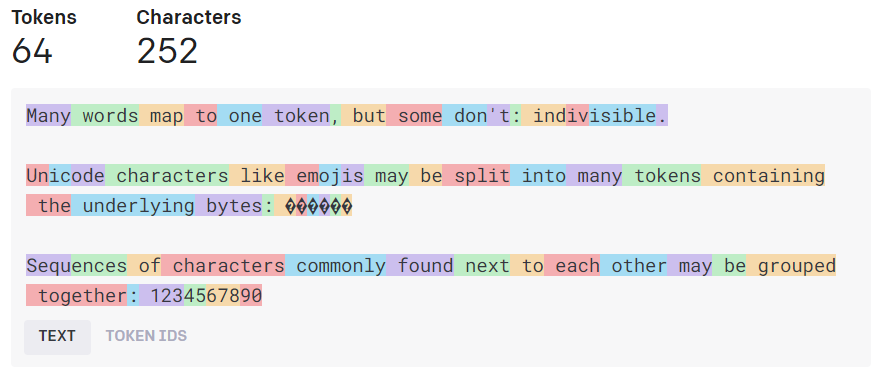 Tokens Characters
64 252
Many words map to one token, but some don't: indivisible.
Unicode characters like emojis may be split into many tokens containing
the underlying bytes: ������
Sequences of characters commonly found next to each other may be grouped
together: 1234567890
TEXT TOKEN IDS